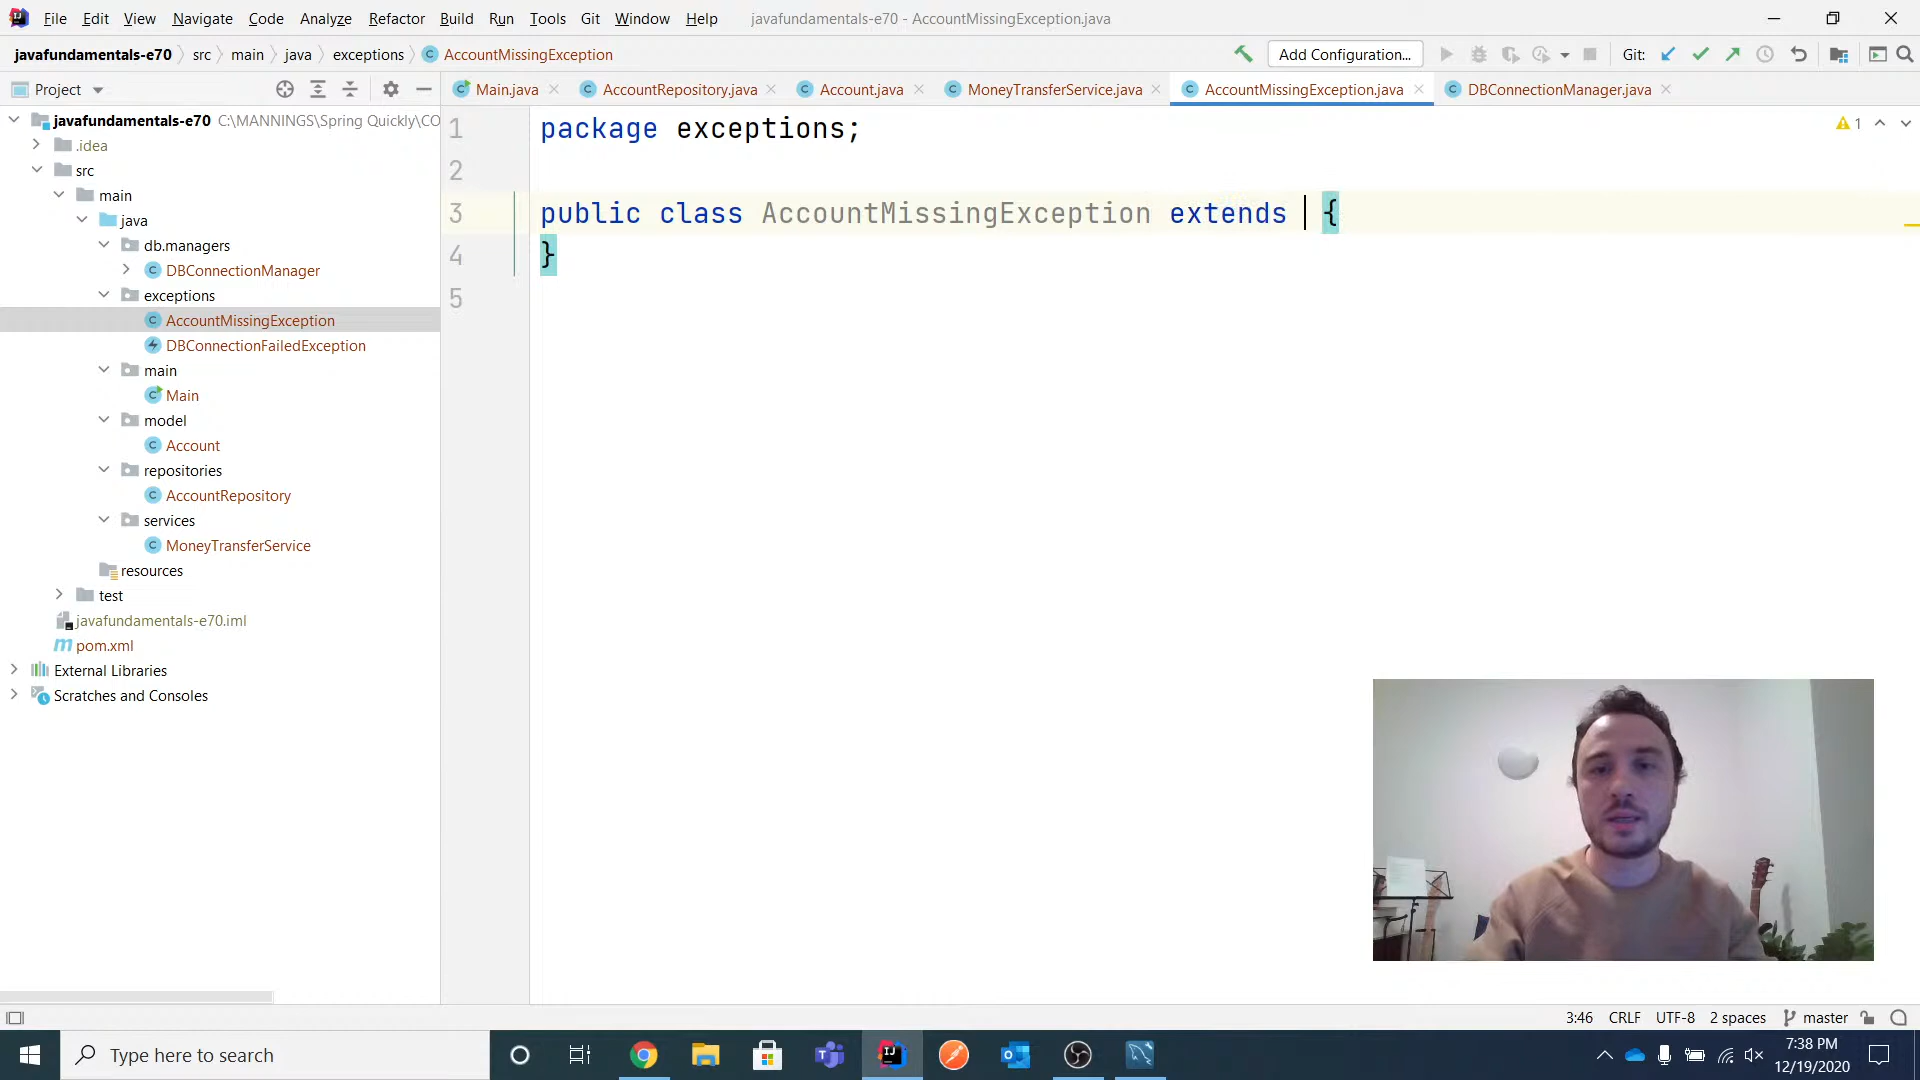 File Edit View Navigate Code Analyze Refactor Build Run Tools Git Window Help javafundamentals-e70 - AccountMissingException.java
javafundamentals-e70 src main java exceptions AccountMissingException Add Configuration... Git:
Project Main.java AccountRepository.java Account.java MoneyTransferService.java AccountMissingException.java DBConnectionManager.java
javafundamentals-e70 C:\MANNINGS\Spring Quickly\CO
.idea
src
main
java
db.managers
DBConnectionManager
exceptions
AccountMissingException
DBConnectionFailedException
main
Main
model
Account
repositories
AccountRepository
services
MoneyTransferService
resources
test
javafundamentals-e70.iml
pom.xml
External Libraries
Scratches and Consoles
1 package exceptions;
2
3 public class AccountMissingException extends {
4 }
5
1
3:46 CRLF UTF-8 2 spaces master
Type here to search
7:38 PM
12/19/2020